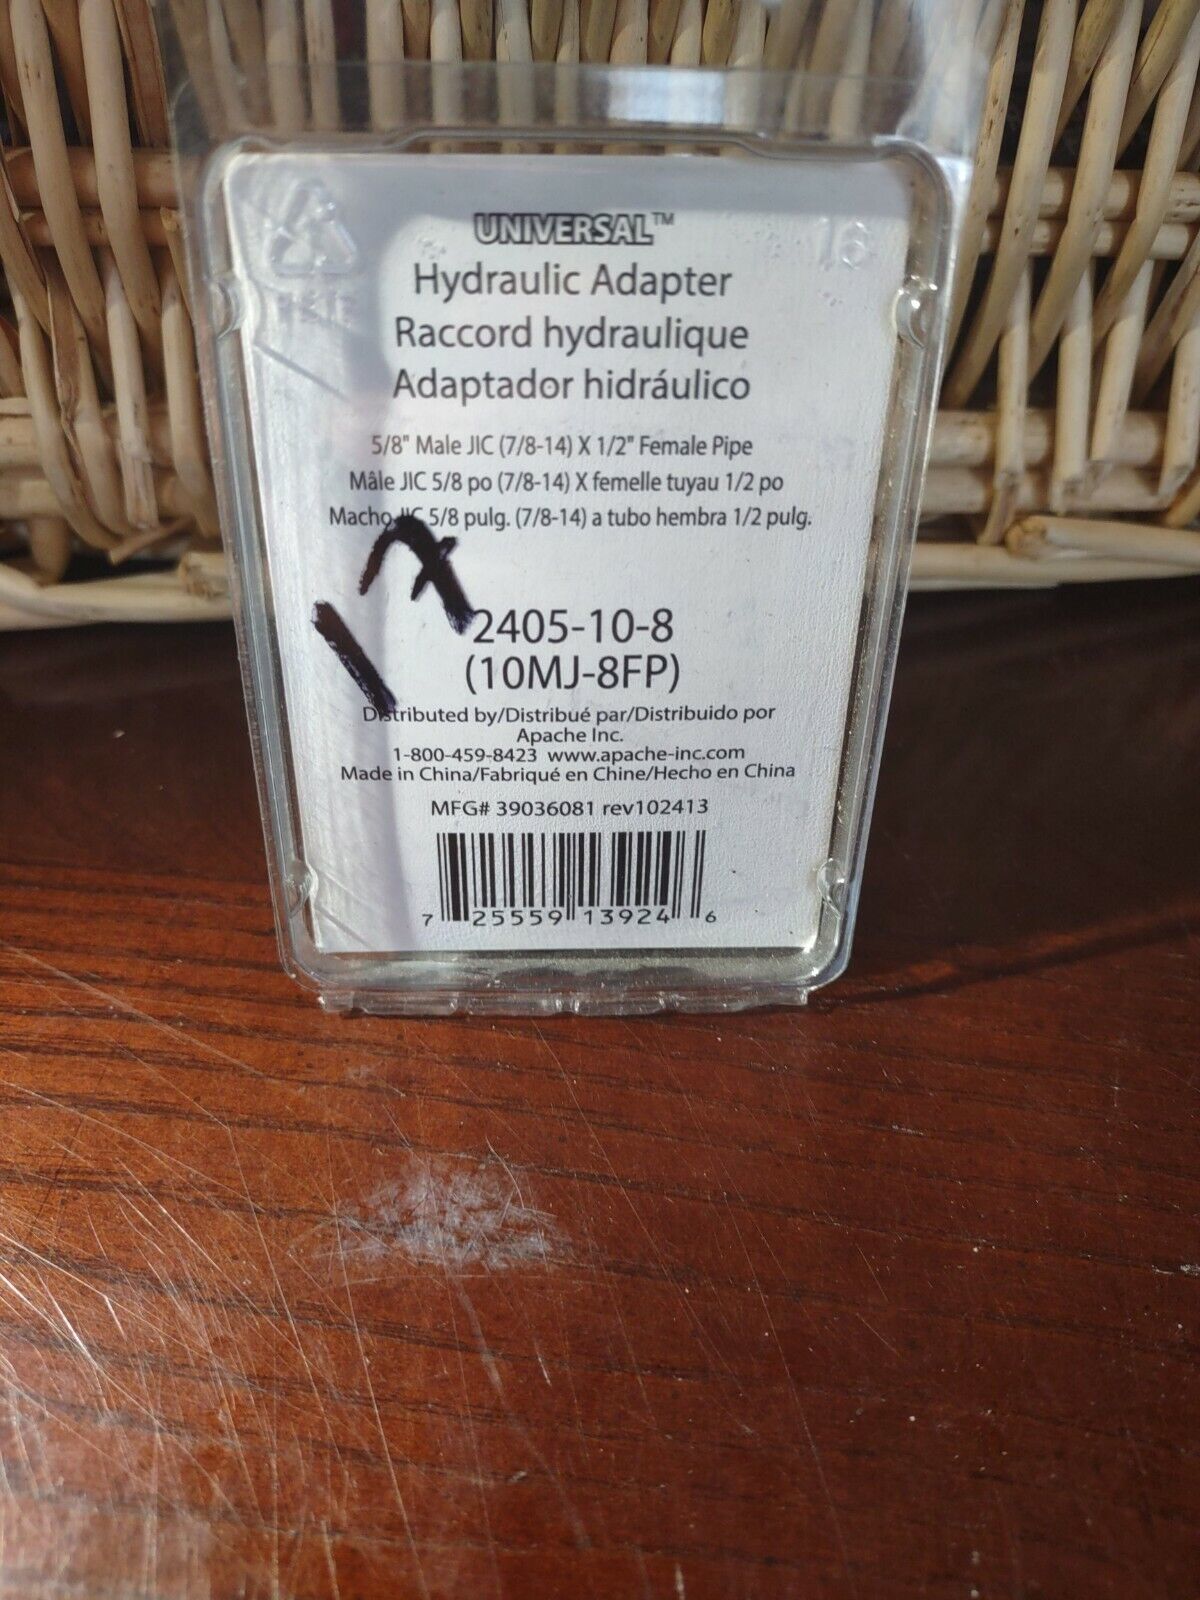 UNIVERSAL™
16
Hydraulic Adapter
Raccord hydraulique
Adaptador hidráulico
5/8" Male JIC (7/8-14) X 1/2" Female Pipe
Mâle JIC 5/8 po (7/8-14) X femelle tuyau 1/2 po
Macho JIC 5/8 pulg. (7/8-14) a tubo hembra 1/2 pulg.
17
2405-10-8
(10MJ-8FP)
Distributed by/Distribué par/Distribuido por
Apache Inc.
1-800-459-8423 www.apache-inc.com
Made in China/Fabriqué en Chine/Hecho en China
MFG# 39036081 rev102413
7 25559 13924 6